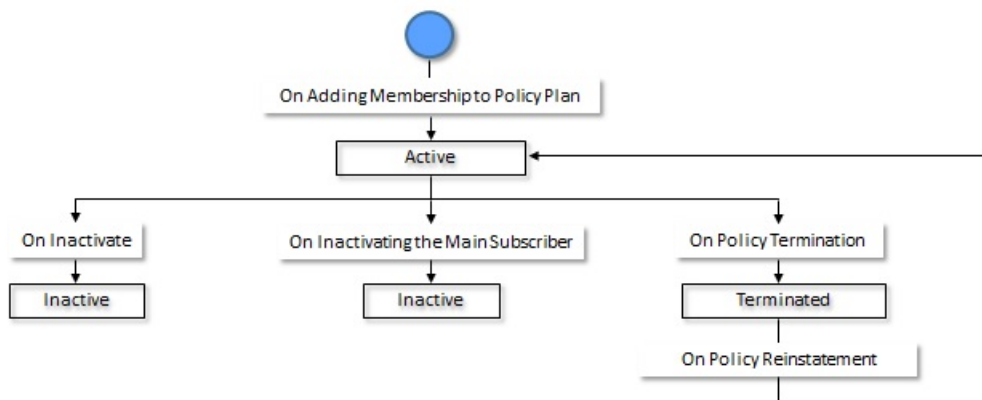 On Adding Membership to Policy Plan
Active
On Inactivate
On Inactivating the Main Subscriber
On Policy Termination
Inactive
Inactive
Terminated
On Policy Reinstatement